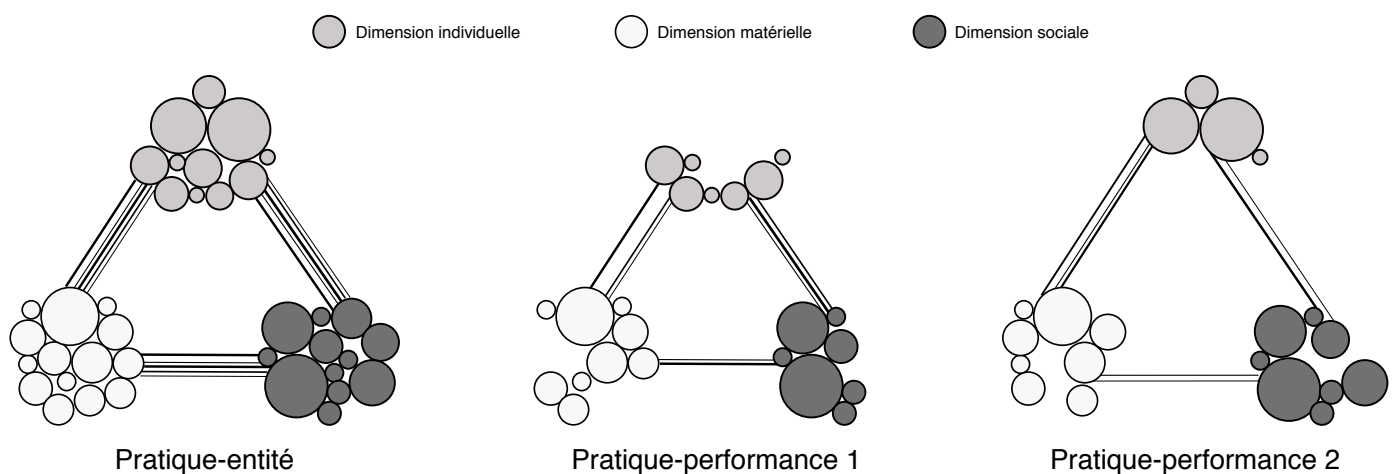 Dimension individuelle
Dimension matérielle
Dimension sociale
Pratique-entité
Pratique-performance 1
Pratique-performance 2